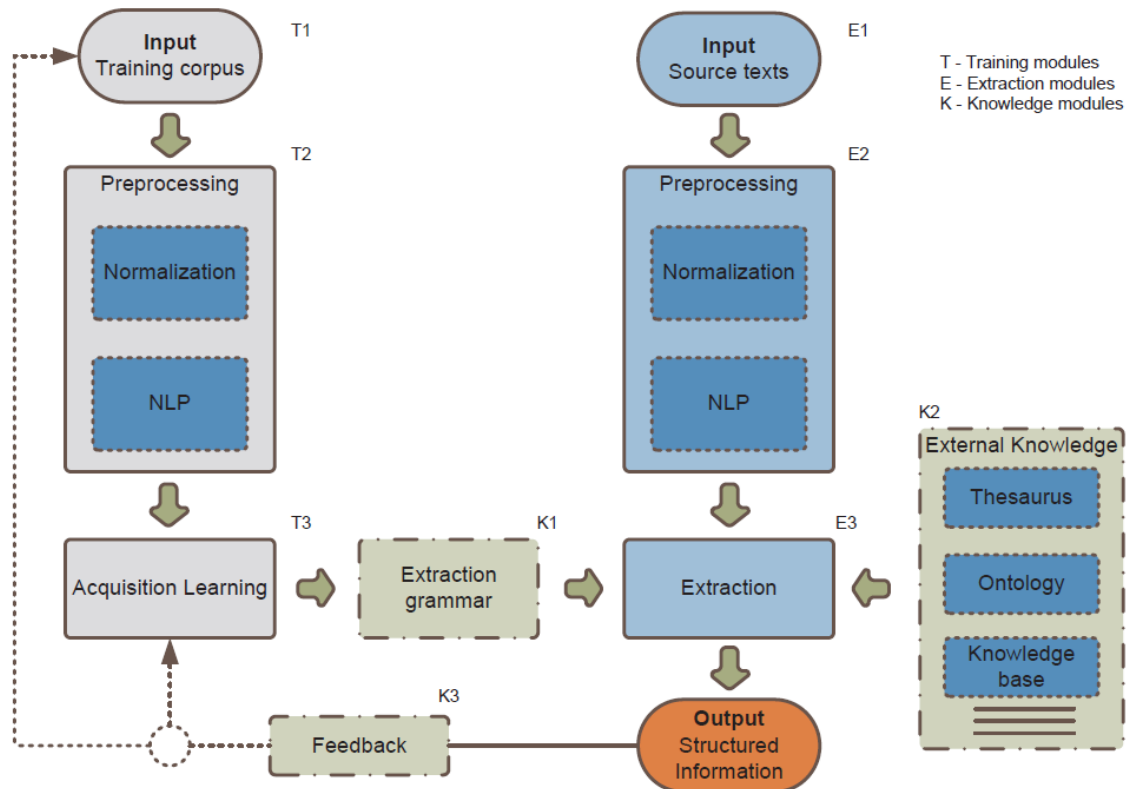 T1
Input
Training corpus
E1
Input
Source texts
T - Training modules
E - Extraction modules
K - Knowledge modules
T2
Preprocessing
Normalization
NLP
E2
Preprocessing
Normalization
NLP
K2
External Knowledge
Thesaurus
Ontology
Knowledge
base
T3
Acquisition Learning
K1
Extraction
grammar
E3
Extraction
K3
Feedback
Output
Structured
Information